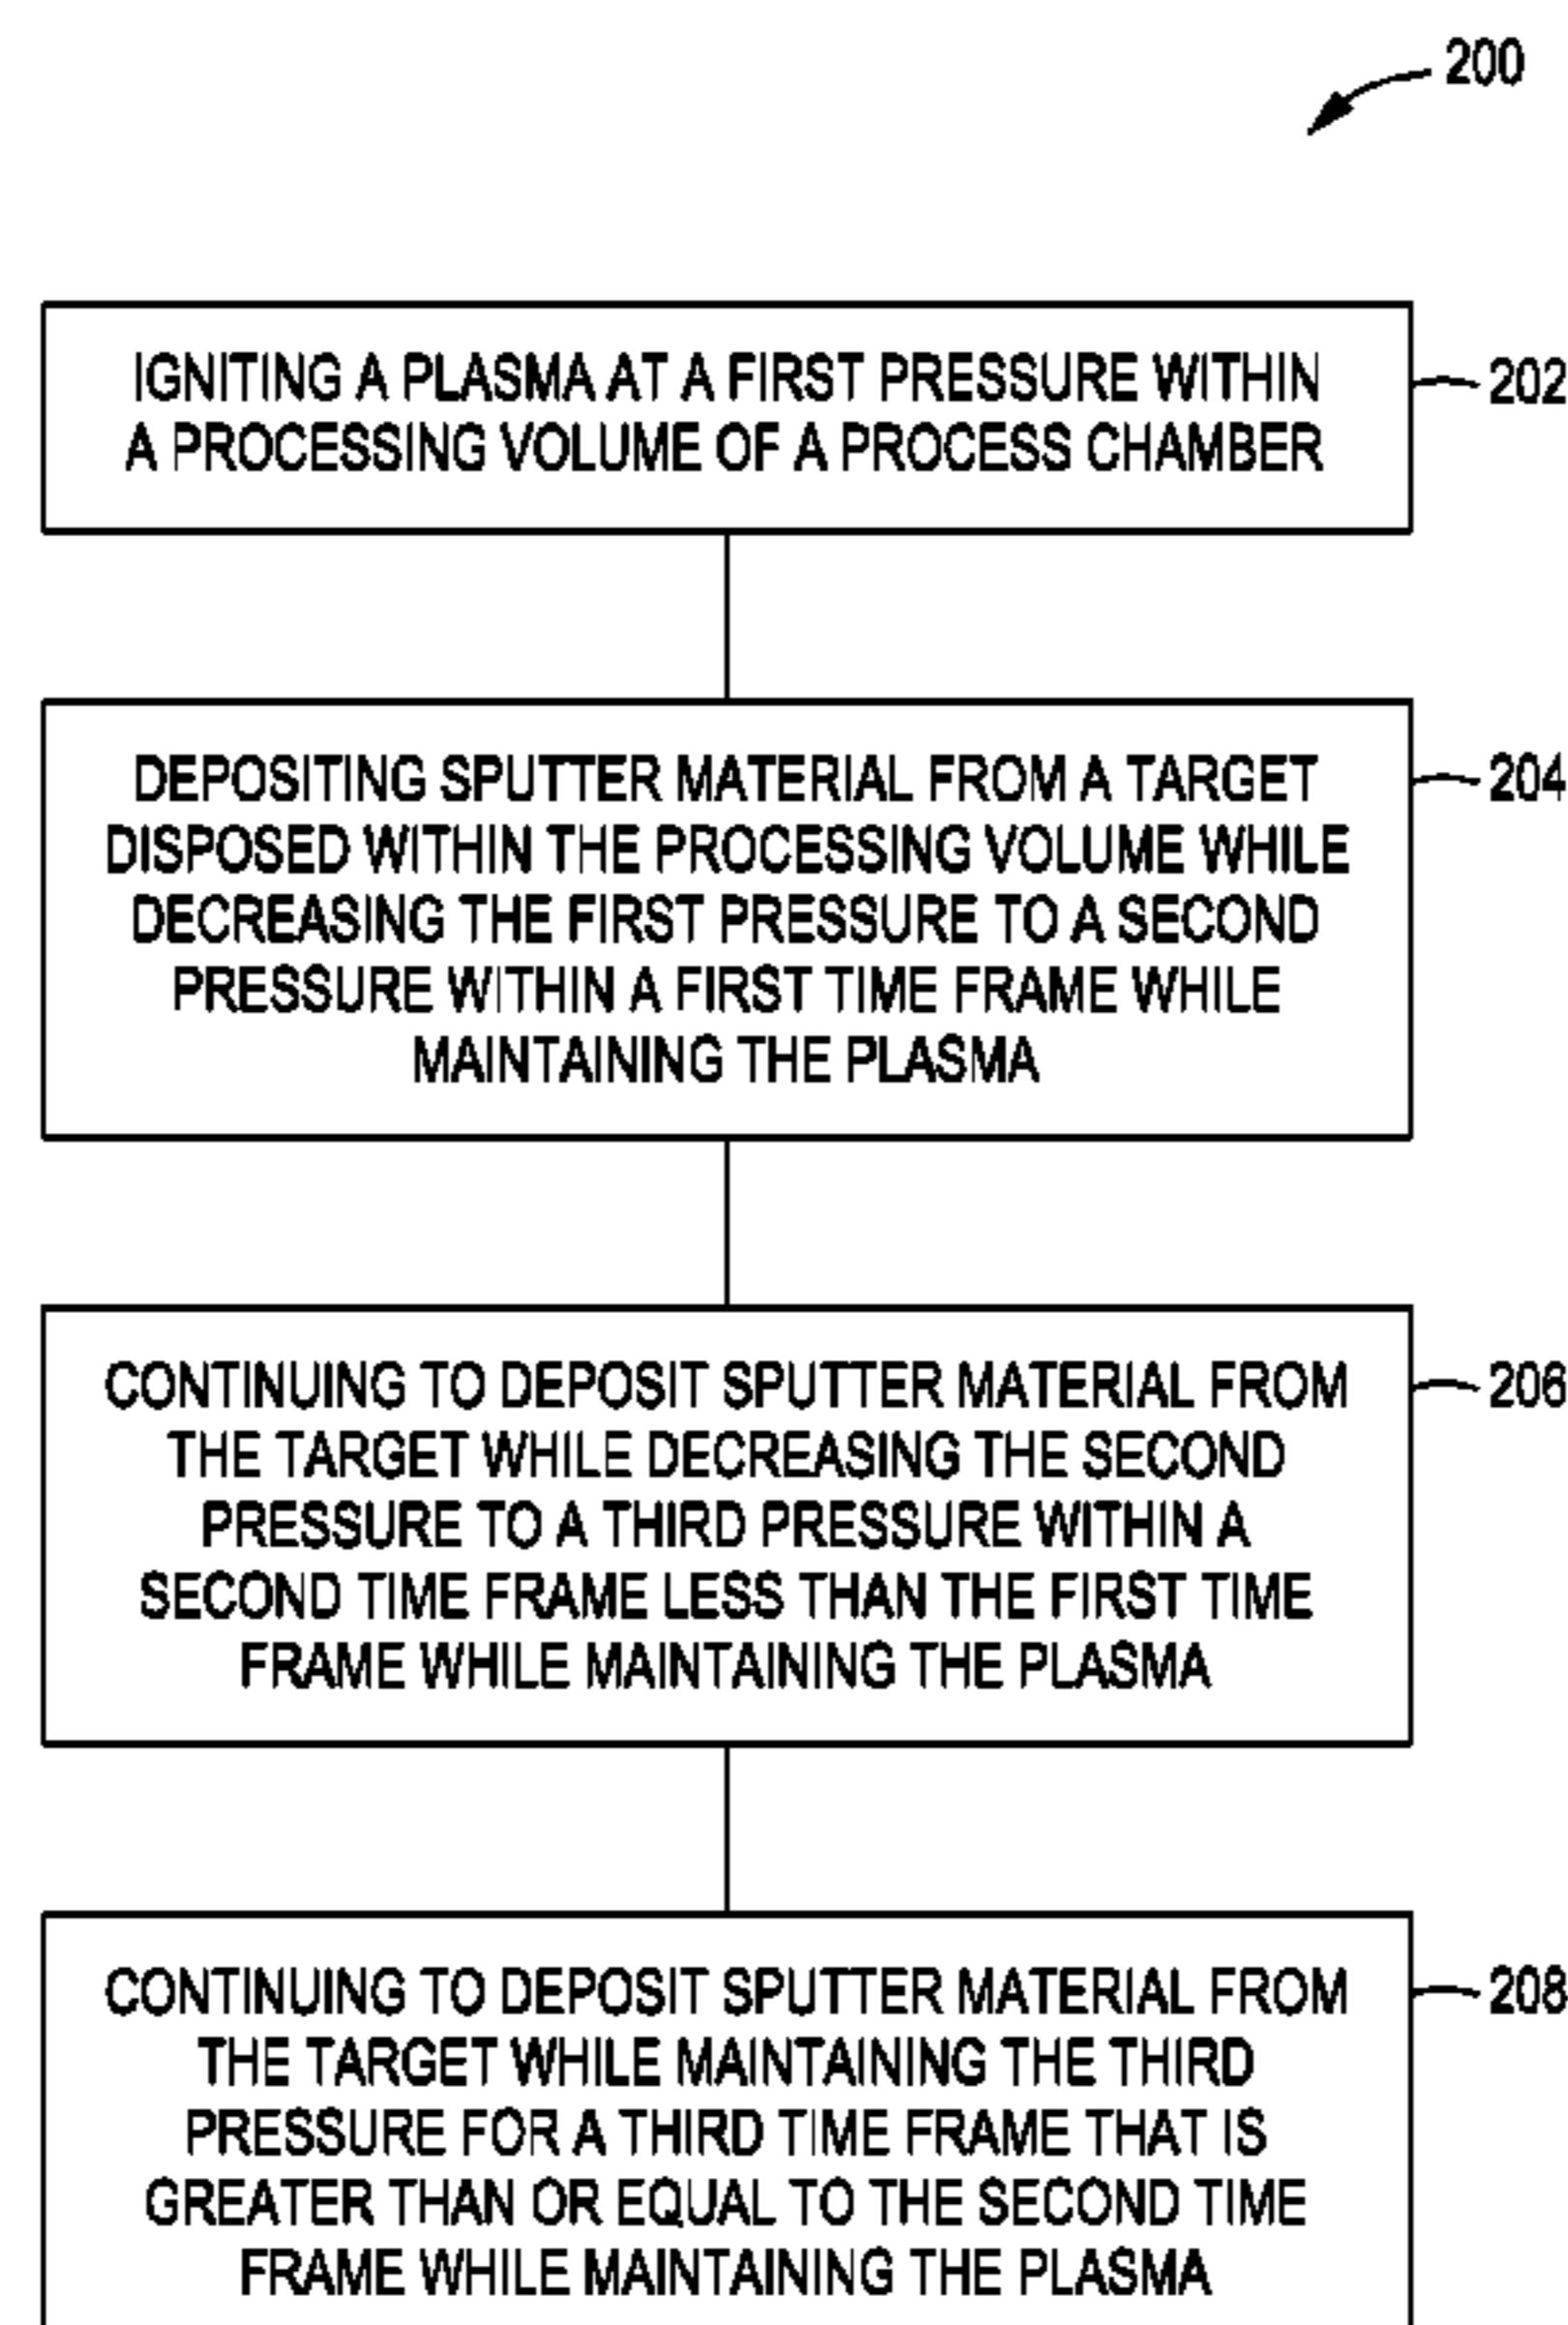 200
IGNITING A PLASMA AT A FIRST PRESSURE WITHIN
A PROCESSING VOLUME OF A PROCESS CHAMBER
202
DEPOSITING SPUTTER MATERIAL FROM A TARGET
DISPOSED WITHIN THE PROCESSING VOLUME WHILE
DECREASING THE FIRST PRESSURE TO A SECOND
PRESSURE WITHIN A FIRST TIME FRAME WHILE
MAINTAINING THE PLASMA
204
CONTINUING TO DEPOSIT SPUTTER MATERIAL FROM
THE TARGET WHILE DECREASING THE SECOND
PRESSURE TO A THIRD PRESSURE WITHIN A
SECOND TIME FRAME LESS THAN THE FIRST TIME
FRAME WHILE MAINTAINING THE PLASMA
206
CONTINUING TO DEPOSIT SPUTTER MATERIAL FROM
THE TARGET WHILE MAINTAINING THE THIRD
PRESSURE FOR A THIRD TIME FRAME THAT IS
GREATER THAN OR EQUAL TO THE SECOND TIME
FRAME WHILE MAINTAINING THE PLASMA
208